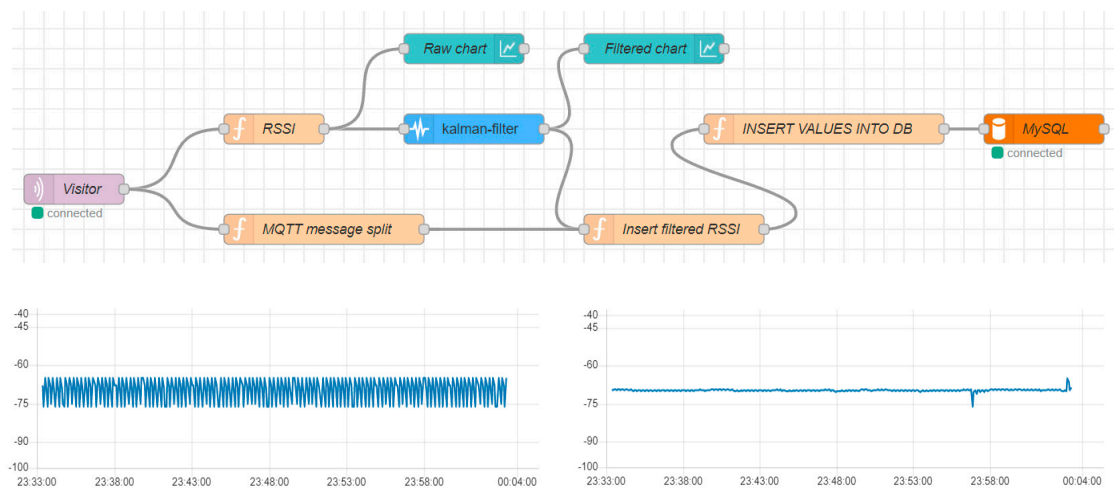 Raw chart
Filtered chart
RSSI
kalman-filter
INSERT VALUES INTO DB
MySQL
connected
Visitor
connected
MQTT message split
Insert filtered RSSI
-40
-45
-60
-75
-90
-100
23:33:00 23:38:00 23:43:00 23:48:00 23:53:00 23:58:00 00:04:00
-40
-45
-60
-75
-90
-100
23:33:00 23:38:00 23:43:00 23:48:00 23:53:00 23:58:00 00:04:00